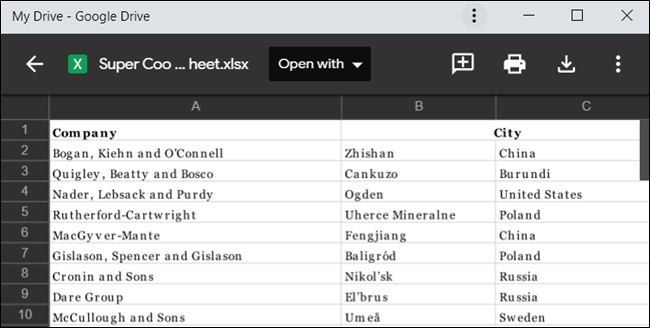 My Drive - Google Drive
X Super Coo ... heet.xlsx Open with
A B C
1 Company City
2 Bogan, Kiehn and O'Connell Zhishan China
3 Quigley, Beatty and Bosco Cankuzo Burundi
4 Nader, Lebsack and Purdy Ogden United States
5 Rutherford-Cartwright Uherce Mineralne Poland
6 MacGyver-Mante Fengjiang China
7 Gislason, Spencer and Gislason Baligród Poland
8 Cronin and Sons Nikol'sk Russia
9 Dare Group El'brus Russia
10 McCullough and Sons Umeå Sweden